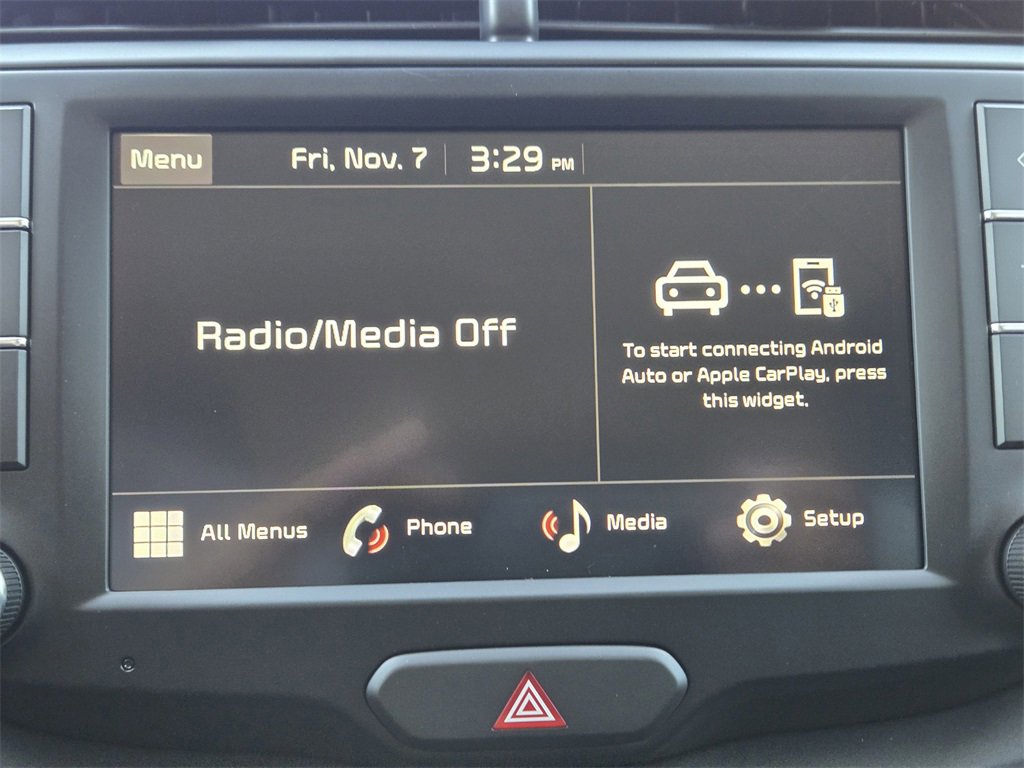 Menu Fri, Nov. 7 3:29 PM
Radio/Media Off
To start connecting Android
Auto or Apple CarPlay, press
this widget.
All Menus Phone Media Setup